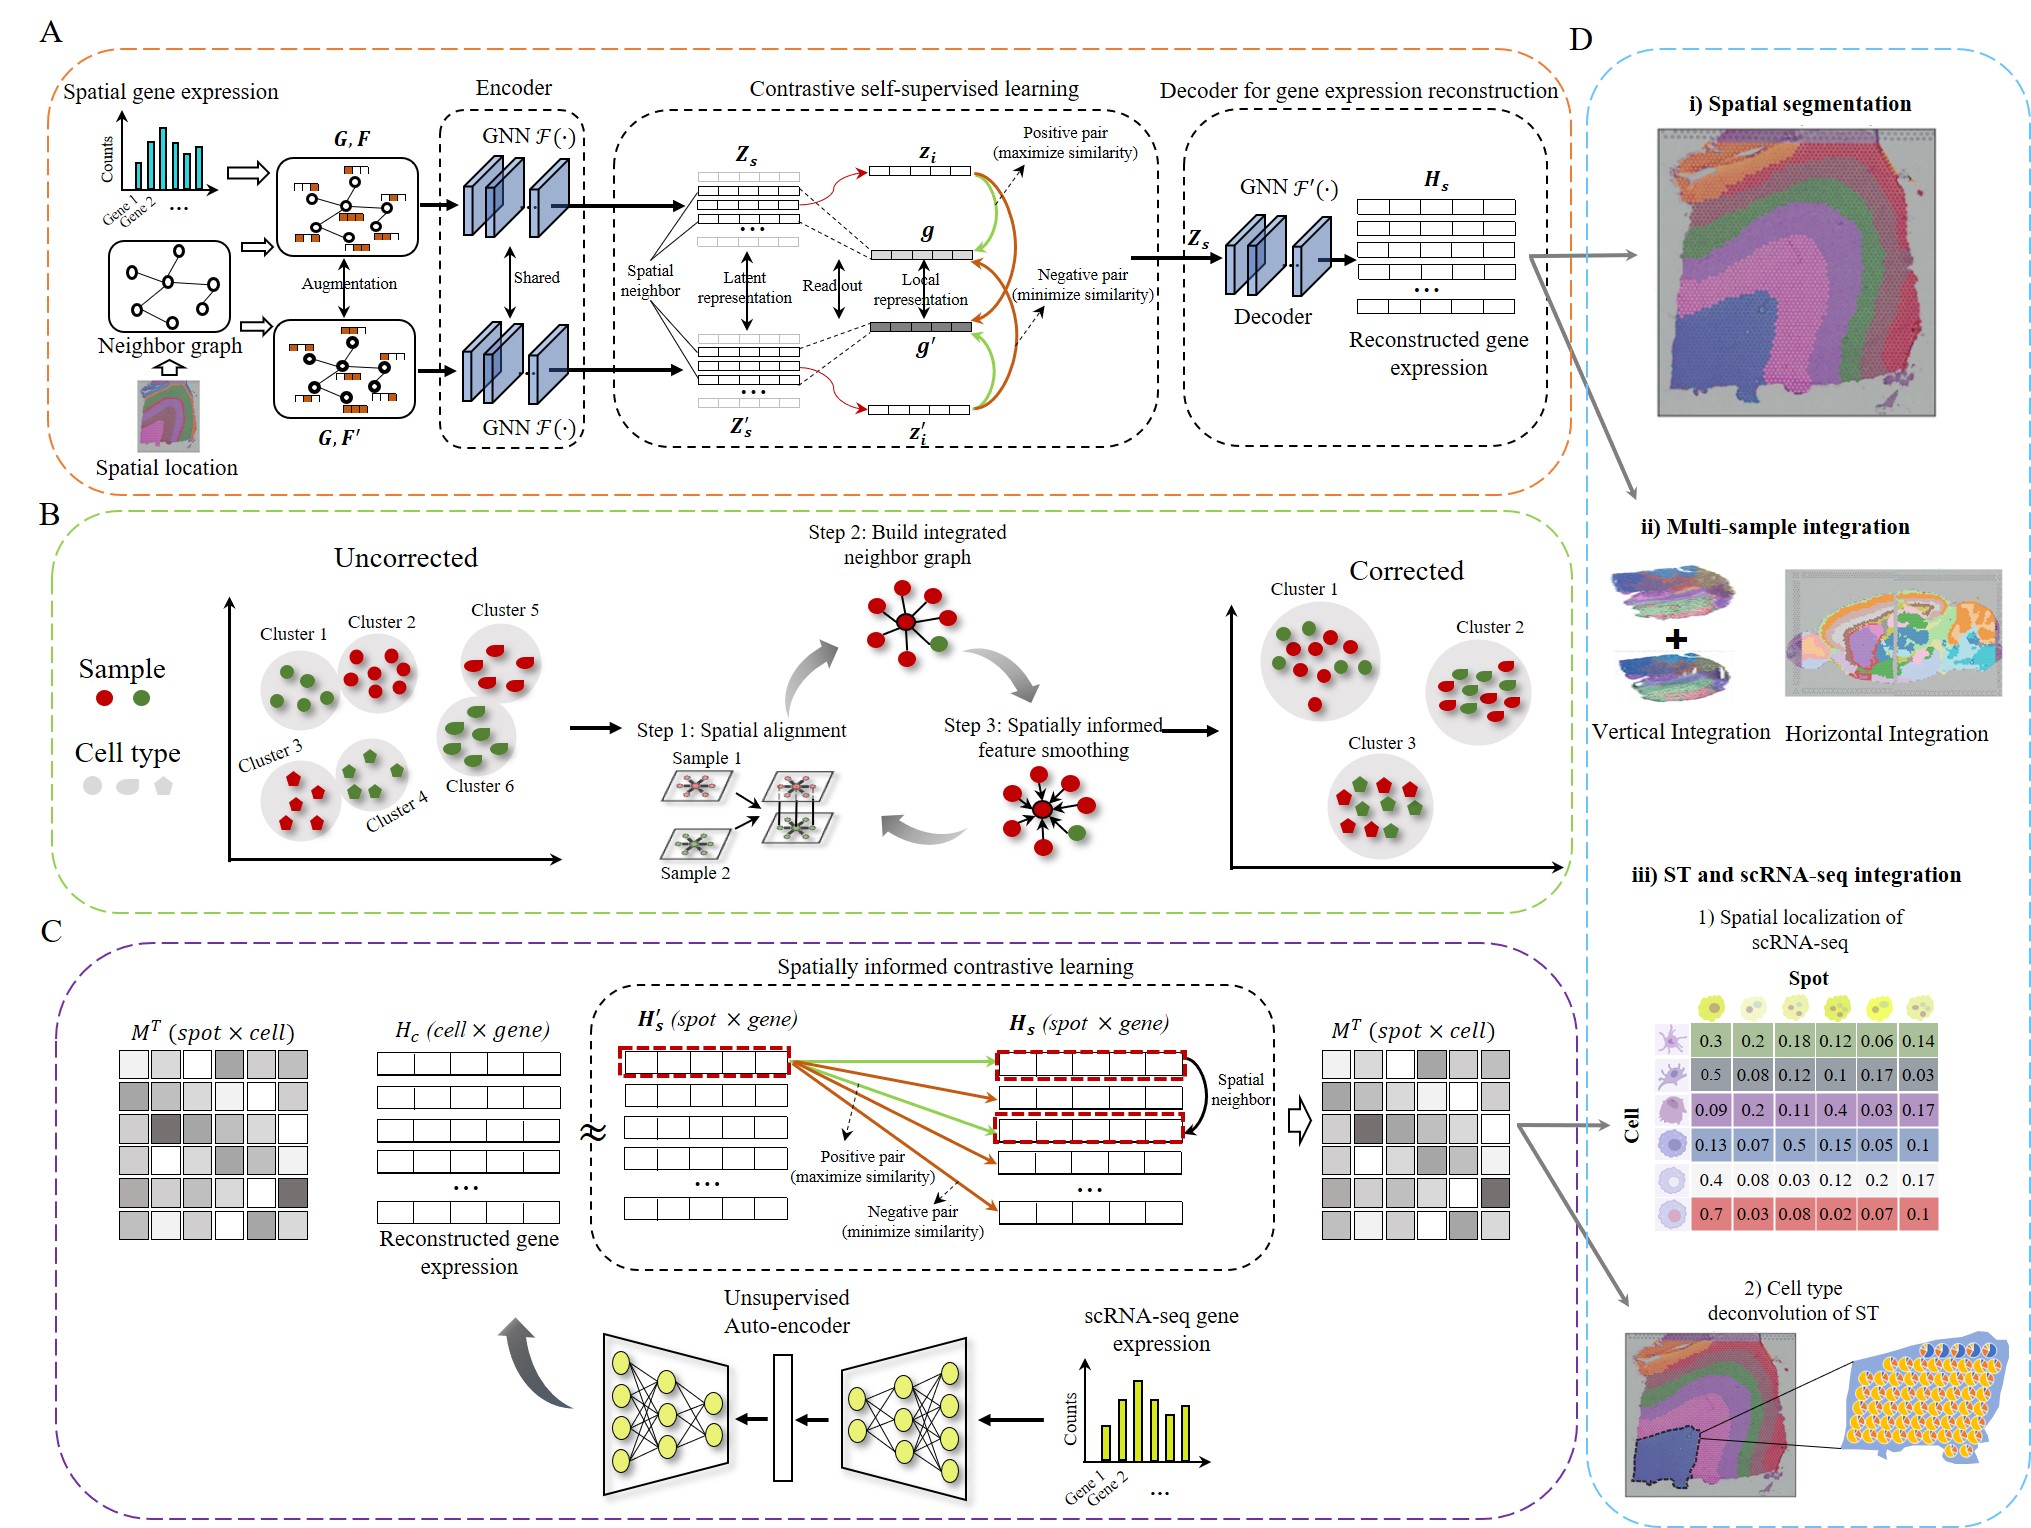 A
Spatial gene expression
Counts
Gene 1
Gene 2
...
Neighbor graph
Spatial location
G, F
Augmentation
G, F′
Encoder
GNN ℱ(·)
...
Shared
...
GNN ℱ(·)
Contrastive self-supervised learning
Z_s
...
Spatial
neighbor
Latent
representation
...
Z′_s
z_i
g
Read out
Local
representation
g′
z′_i
Positive pair
(maximize similarity)
Negative pair
(minimize similarity)
Decoder for gene expression reconstruction
Z_s
GNN ℱ′(·)
...
Decoder
H_s
...
Reconstructed gene
expression
B
Sample
Cell type
Uncorrected
Cluster 1
Cluster 2
Cluster 5
Cluster 3
Cluster 4
Cluster 6
Step 1: Spatial alignment
Sample 1
Sample 2
Step 2: Build integrated
neighbor graph
Step 3: Spatially informed
feature smoothing
Corrected
Cluster 1
Cluster 2
Cluster 3
C
M^T (spot × cell)
H_c (cell × gene)
...
Reconstructed gene
expression
≈
Spatially informed contrastive learning
H′_s (spot × gene)
...
H_s (spot × gene)
...
Spatial
neighbor
Positive pair
(maximize similarity)
Negative pair
(minimize similarity)
M^T (spot × cell)
Unsupervised
Auto-encoder
scRNA-seq gene
expression
Counts
Gene 1
Gene 2
...
D
i) Spatial segmentation
ii) Multi-sample integration
+
Vertical Integration
Horizontal Integration
iii) ST and scRNA-seq integration
1) Spatial localization of
scRNA-seq
Spot
Cell
0.3 0.2 0.18 0.12 0.06 0.14
0.5 0.08 0.12 0.1 0.17 0.03
0.09 0.2 0.11 0.4 0.03 0.17
0.13 0.07 0.5 0.15 0.05 0.1
0.4 0.08 0.03 0.12 0.2 0.17
0.7 0.03 0.08 0.02 0.07 0.1
2) Cell type
deconvolution of ST